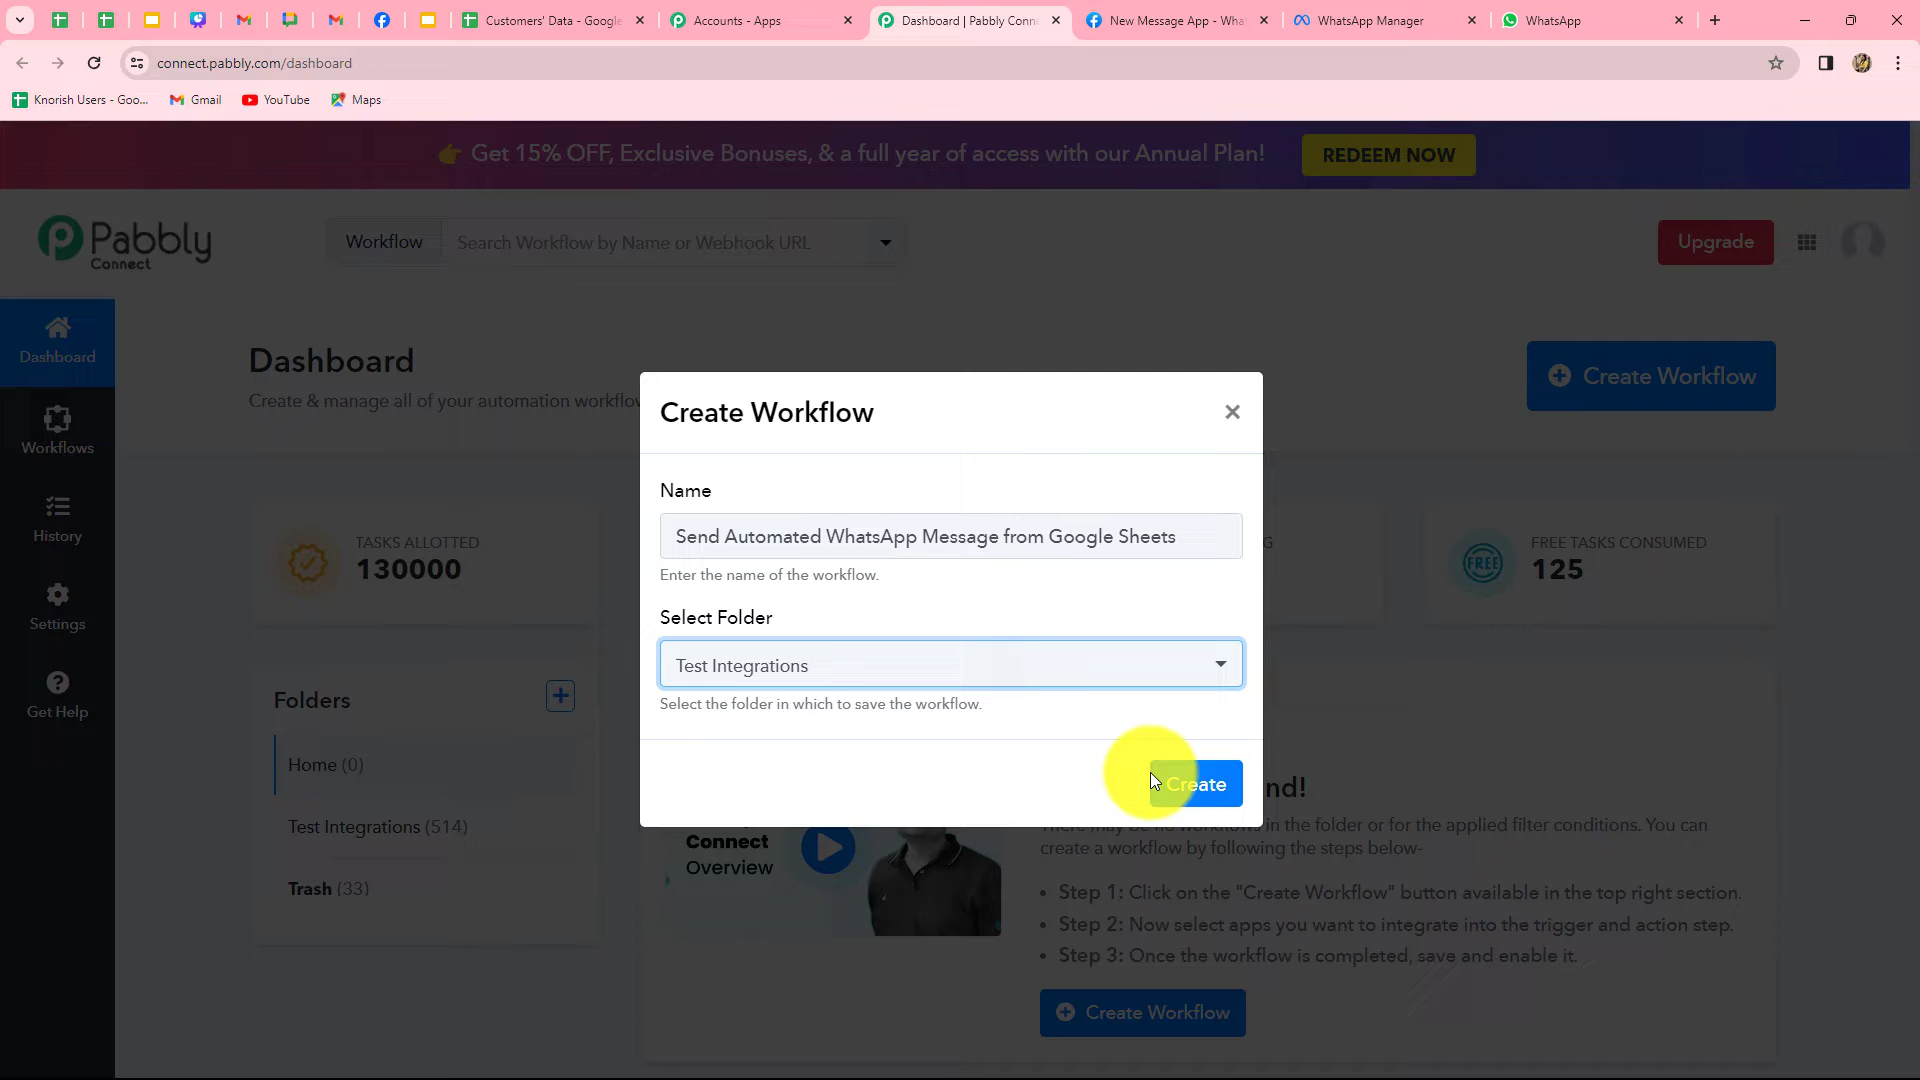 Customers' Data - Google
Accounts - Apps
Dashboard | Pabbly Conne
New Message App - Wha
WhatsApp Manager
WhatsApp
connect.pabbly.com/dashboard
Knorish Users - Goo...
Gmail
YouTube
Maps
Get 15% OFF, Exclusive Bonuses, & a full year of access with our Annual Plan!
REDEEM NOW
Pabbly
Connect
Workflow
Search Workflow by Name or Webhook URL
Upgrade
Dashboard
Workflows
History
Settings
Get Help
Dashboard
Create & manage all of your automation workflow
Create Workflow
TASKS ALLOTTED
130000
G
FREE
FREE TASKS CONSUMED
125
Folders
Home (0)
Test Integrations (514)
Trash (33)
Create Workflow
×
Name
Send Automated WhatsApp Message from Google Sheets
Enter the name of the workflow.
Select Folder
Test Integrations
Select the folder in which to save the workflow.
Create
Connect
Overview
nd!
There may be no workflows in the folder or for the applied filter conditions. You can
create a workflow by following the steps below-
• Step 1: Click on the "Create Workflow" button available in the top right section.
• Step 2: Now select apps you want to integrate into the trigger and action step.
• Step 3: Once the workflow is completed, save and enable it.
Create Workflow